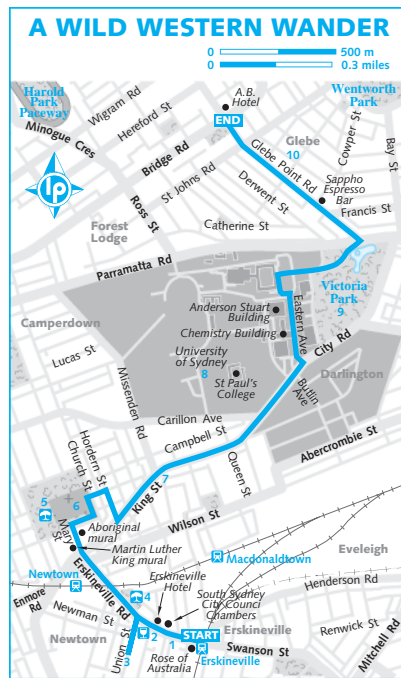 A WILD WESTERN WANDER
0 500 m
0 0.3 miles
Harold
Park
Paceway
Wentworth
Park
A.B.
Hotel
END
Wigram Rd
Hereford St
Minogue Cres
Bridge Rd
Glebe
10
Cowper St
Bay St
lp
St Johns Rd
Glebe Point Rd
Derwent St
Sappho
Espresso
Bar
Ross St
Francis St
Catherine St
Forest
Lodge
Parramatta Rd
Anderson Stuart
Building
Eastern Ave
Victoria
Park
9
Camperdown
Chemistry Building
City Rd
Lucas St
University
of Sydney
8
Darlington
St Paul's
College
Missenden Rd
Butlin
Ave
Carillon Ave
Abercrombie St
Campbell St
Hordern St
Church St
Queen St
7
King St
5
6
Wilson St
Mary St
Aboriginal
mural
Martin Luther
King mural
Macdonaldtown
Eveleigh
Newtown
Erskineville Rd
Erskineville
Hotel
Henderson Rd
Enmore
Rd
4
South Sydney
City Counci
Chambers
Newman St
START
Erskineville
Renwick St
Newtown
Union St
2
1
Swanson St
Mitchell Rd
3
Rose of
Australia
Erskineville